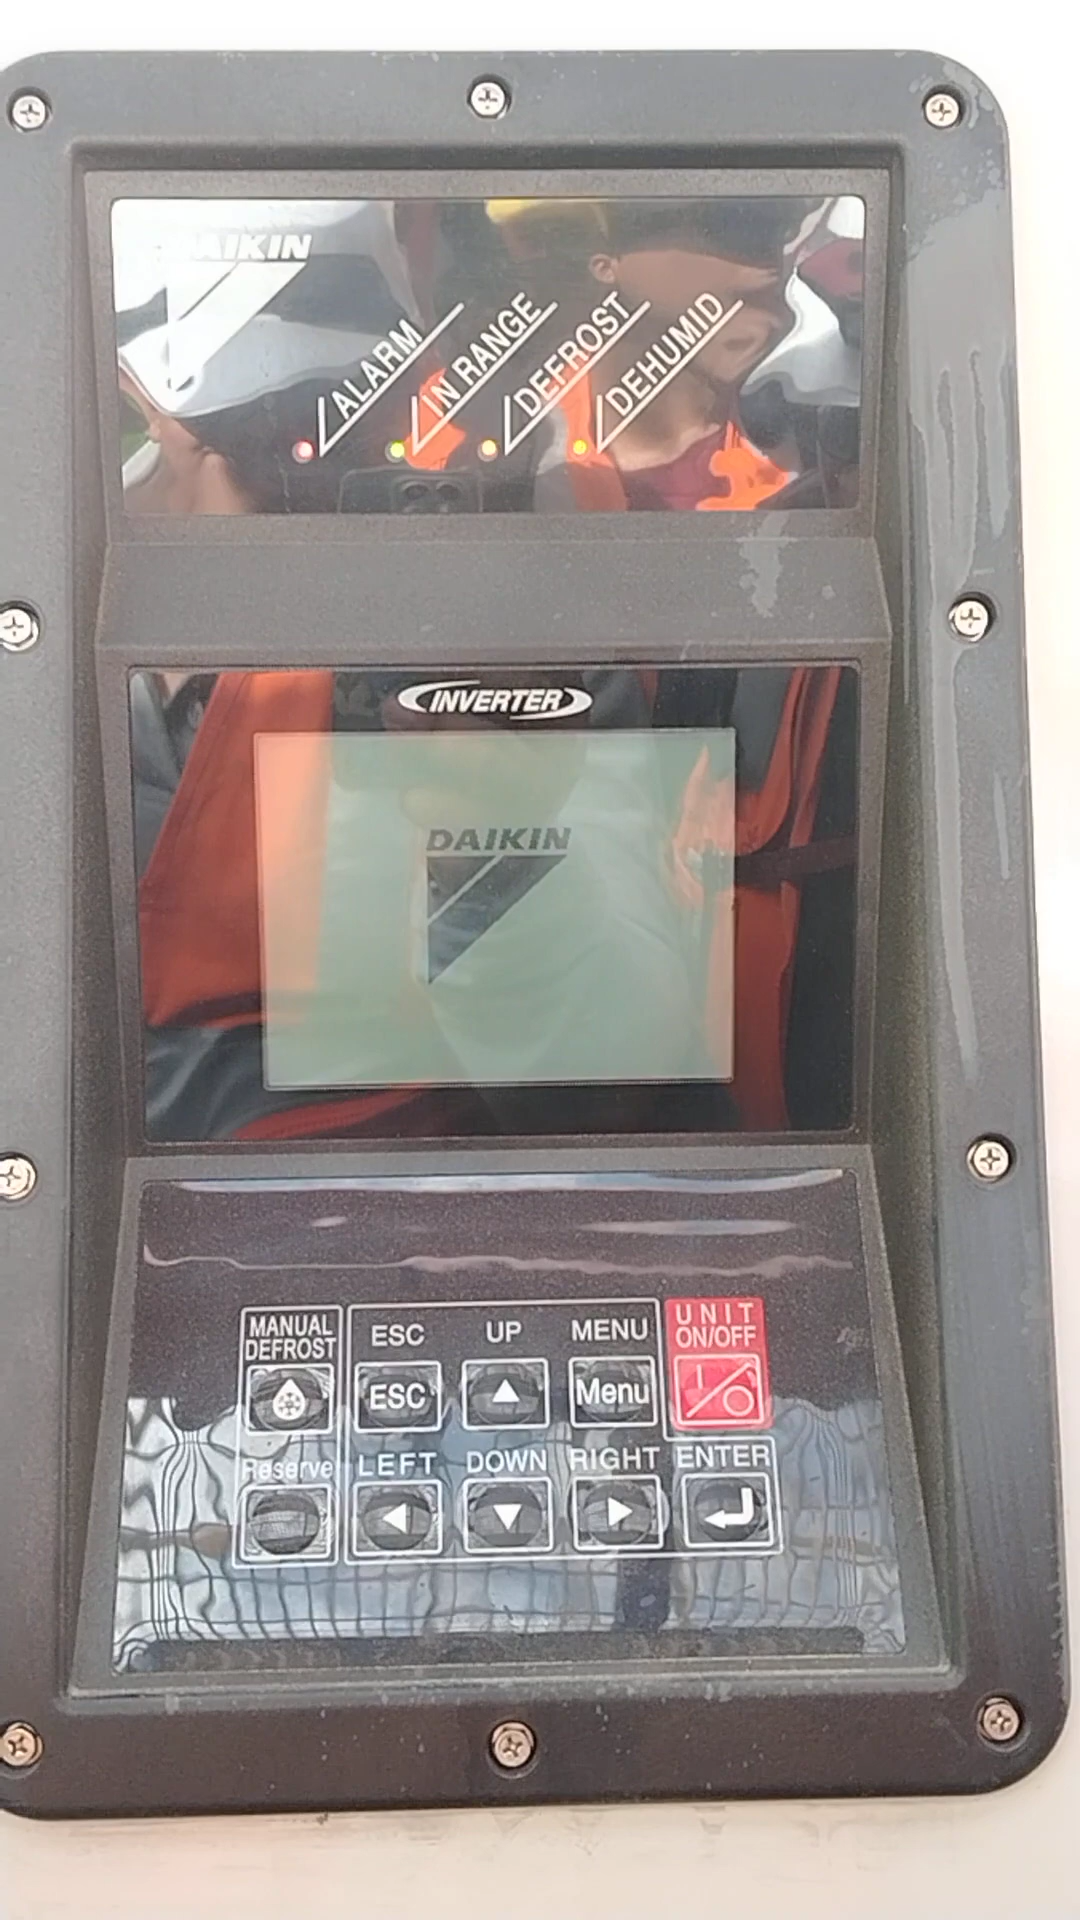 DAIKIN
ALARM
IN RANGE
DEFROST
DEHUMID
INVERTER
DAIKIN
MANUAL DEFROST
ESC
UP
MENU
UNIT ON/OFF
ESC
Menu
Reserve
LEFT
DOWN
RIGHT
ENTER